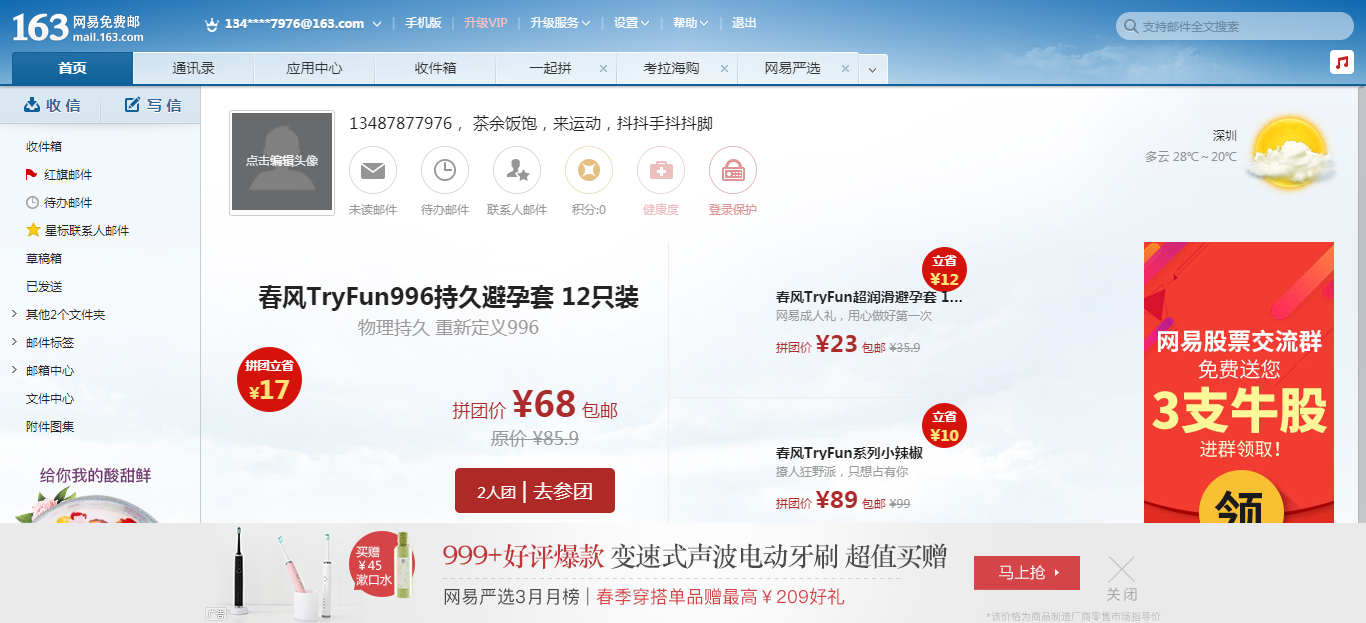 163 网易免费邮
mail.163.com
134****7976@163.com
手机版
升级VIP
升级服务
设置
帮助
退出
支持邮件全文搜索
首页
通讯录
应用中心
收件箱
一起拼
考拉海购
网易严选
收信
写信
收件箱
红旗邮件
待办邮件
星标联系人邮件
草稿箱
已发送
其他2个文件夹
邮件标签
邮箱中心
文件中心
附件图集
给你我的酸甜鲜
点击编辑头像
13487877976 ， 茶余饭饱，来运动，抖抖手抖抖脚
未读邮件
待办邮件
联系人邮件
积分:0
健康度
登录保护
深圳
多云 28℃~20℃
春风TryFun996持久避孕套 12只装
物理持久 重新定义996
拼团立省
¥17
拼团价 ¥68 包邮
原价 ¥85.9
2人团 | 去参团
立省
¥12
春风TryFun超润滑避孕套 1...
网易成人礼，用心做好第一次
拼团价 ¥23 包邮 ¥35.9
立省
¥10
春风TryFun系列小辣椒
撩人狂野派，只想占有你
拼团价 ¥89 包邮 ¥99
网易股票交流群
免费送您
3支牛股
进群领取!
领
买赠
¥45
漱口水
999+好评爆款 变速式声波电动牙刷 超值买赠
网易严选3月月榜 | 春季穿搭单品赠最高¥209好礼
马上抢
关闭
广告
*该价格为商品制造厂商零售市场指导价